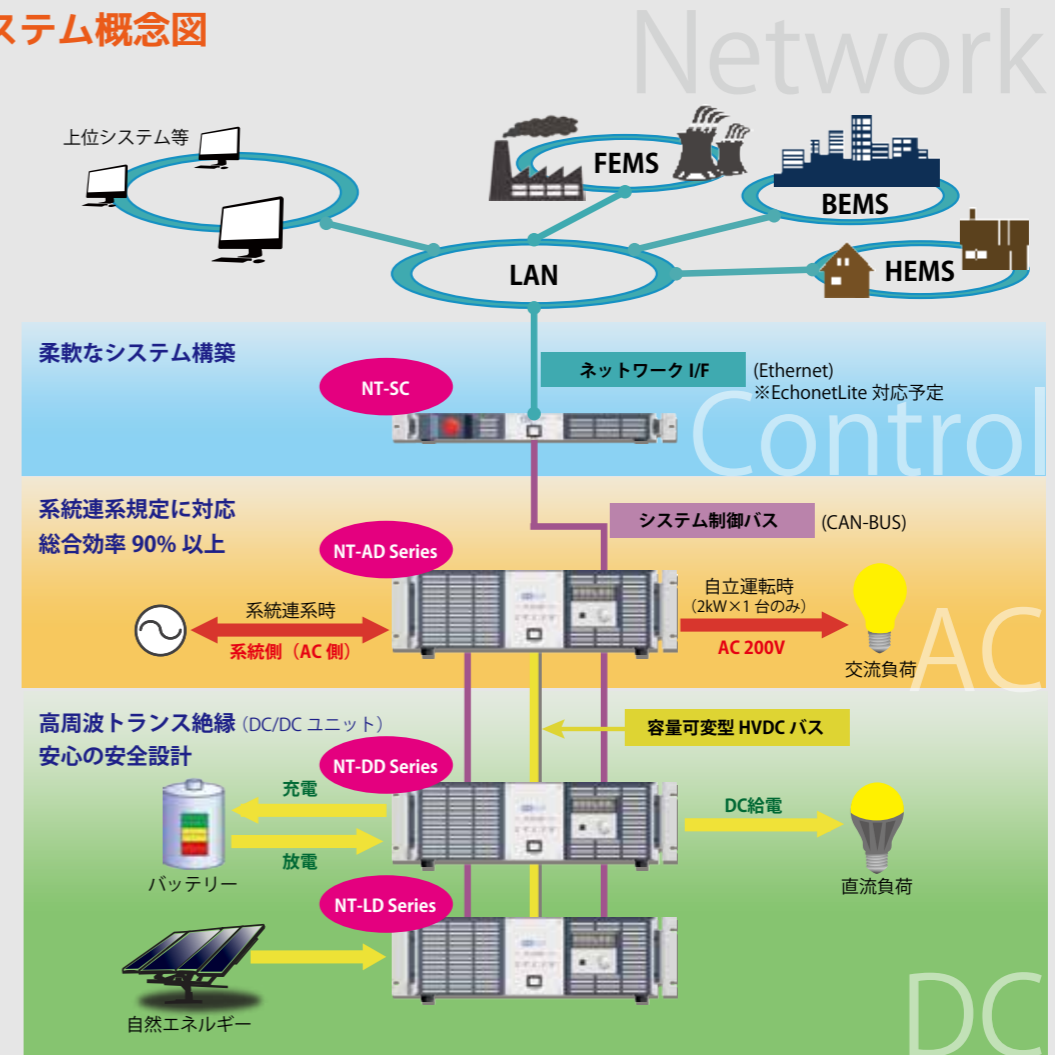 ステム概念図
Network
上位システム等
FEMS
BEMS
LAN
HEMS
柔軟なシステム構築
NT-SC
ネットワーク I/F
(Ethernet)
※EchonetLite 対応予定
Control
系統連系規定に対応
総合効率 90% 以上
システム制御バス
(CAN-BUS)
NT-AD Series
系統連系時
系統側（AC 側）
自立運転時
（2kW×1 台のみ）
AC 200V
交流負荷
AC
高周波トランス絶縁（DC/DC ユニット）
安心の安全設計
容量可変型 HVDC バス
NT-DD Series
充電
放電
バッテリー
DC給電
直流負荷
NT-LD Series
自然エネルギー
DC